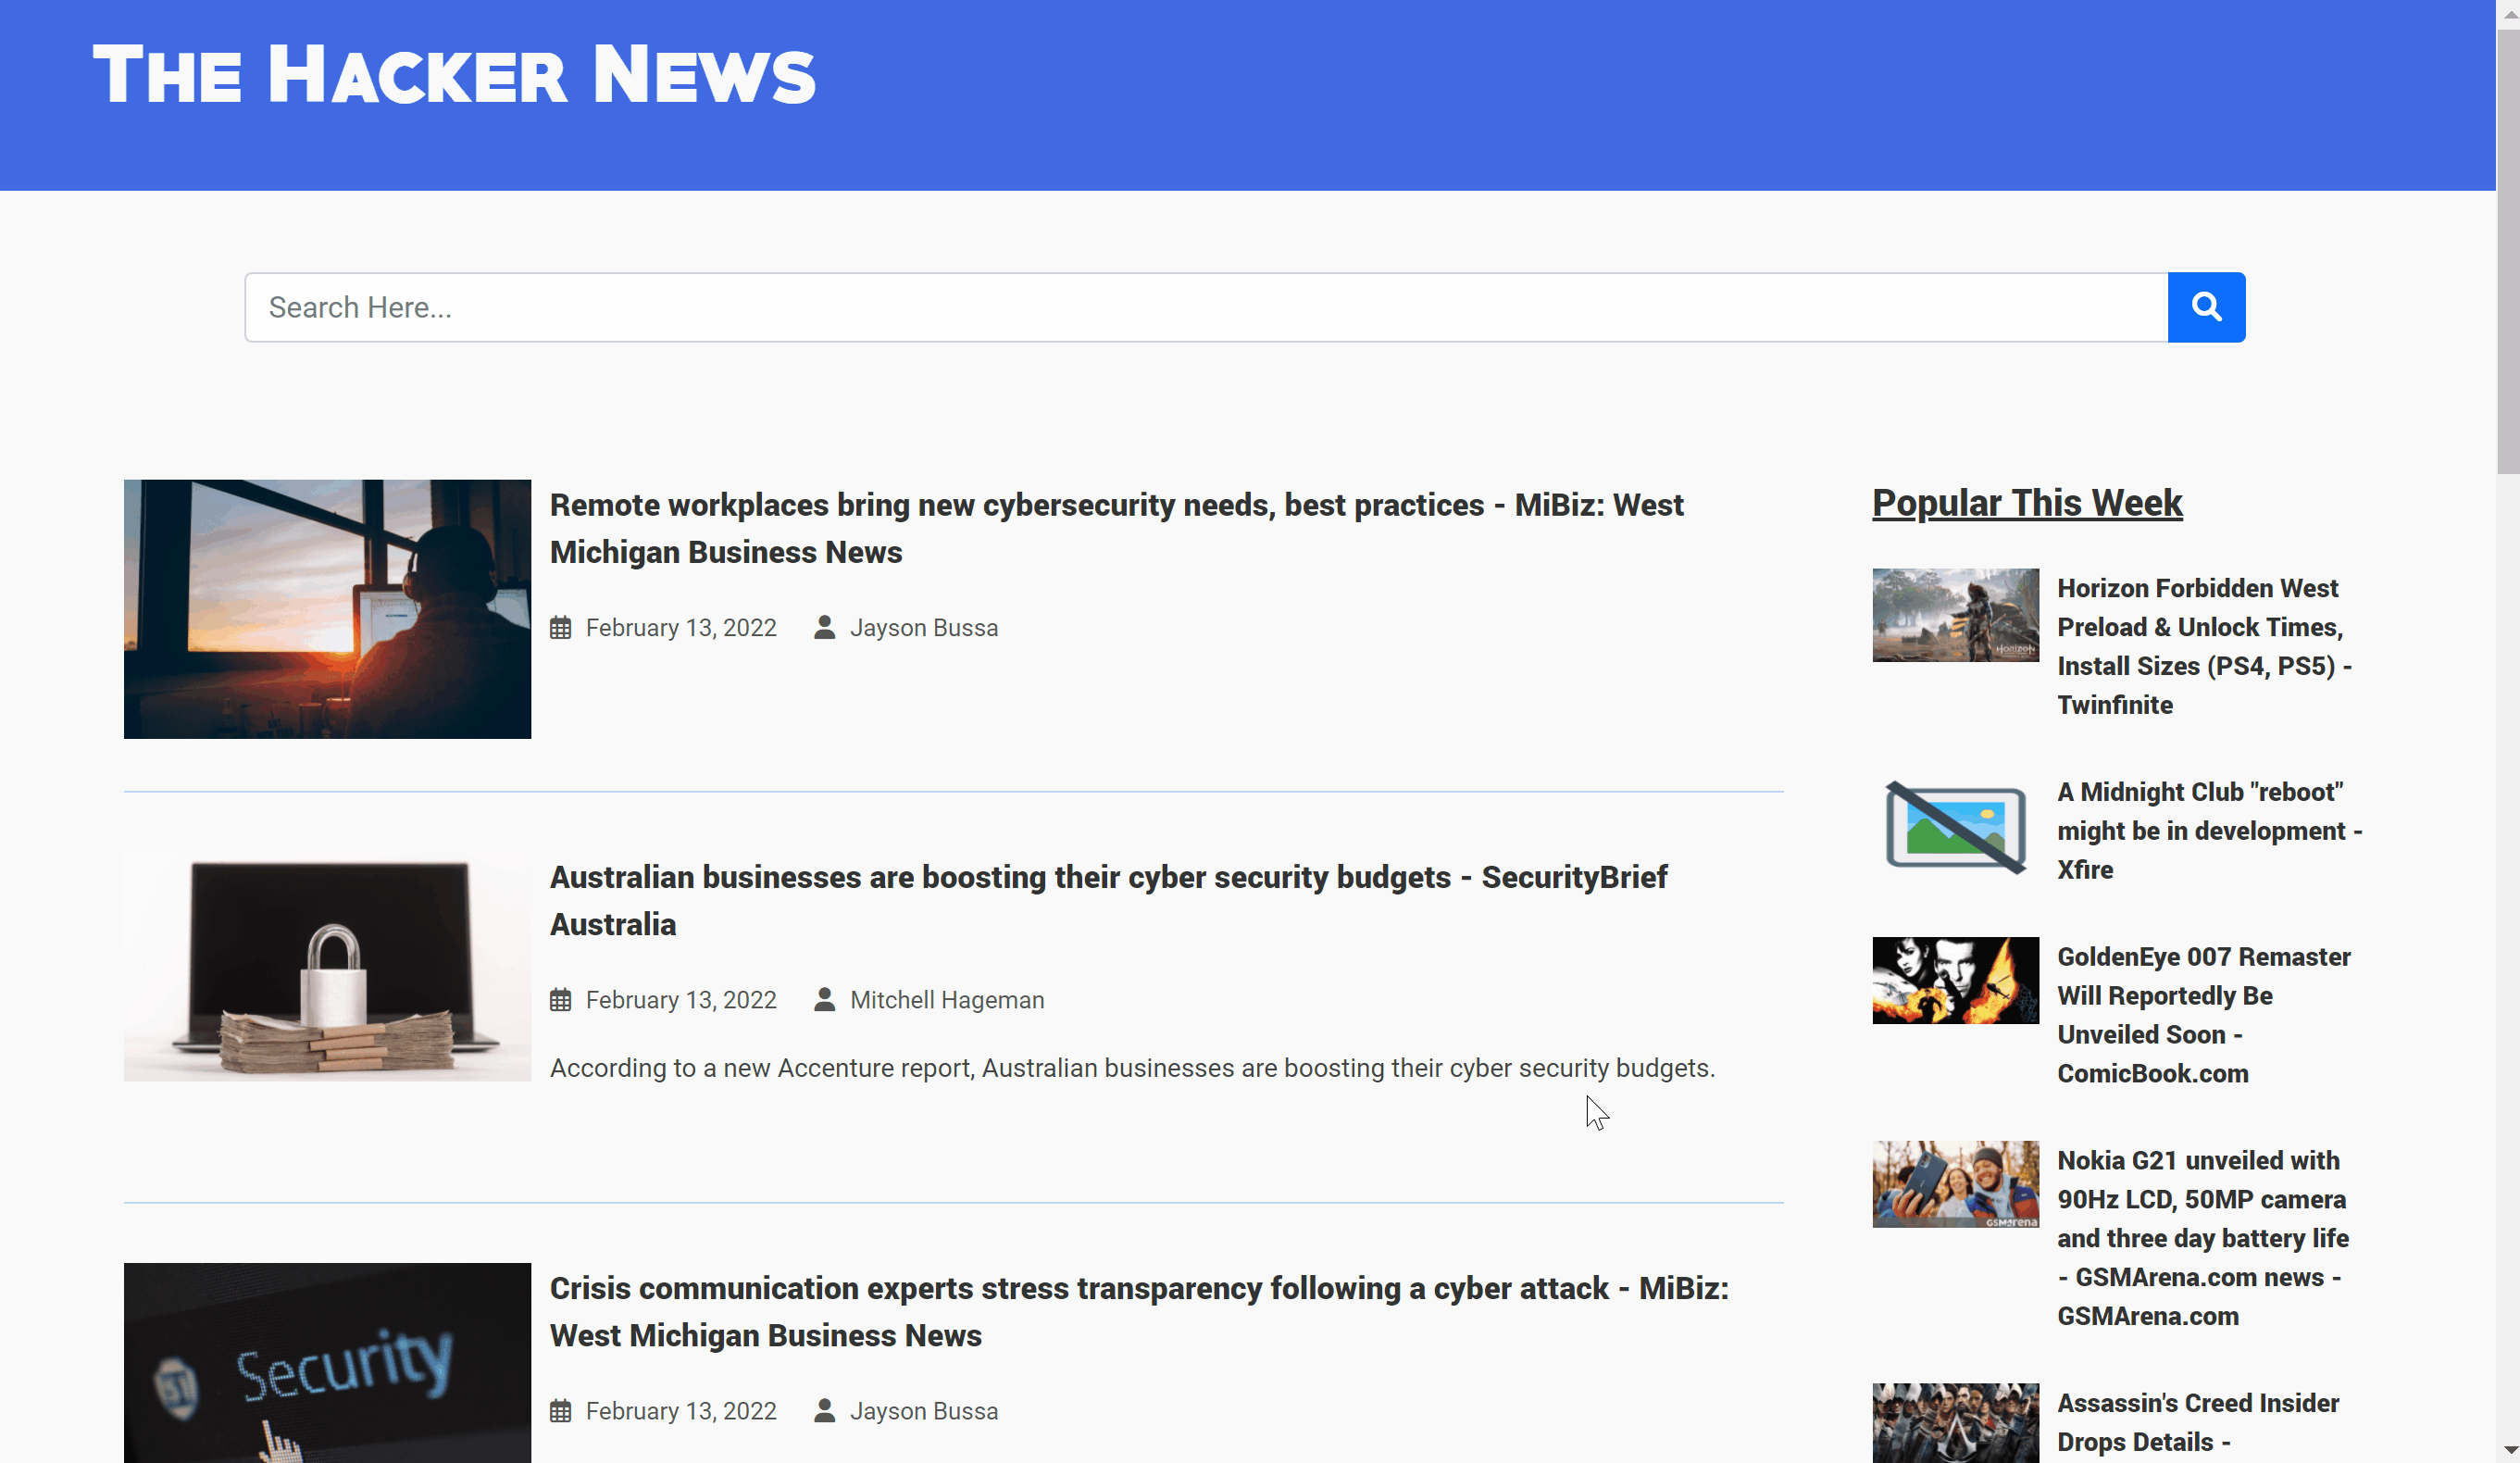 THE HACKER NEWS
Search Here...
Remote workplaces bring new cybersecurity needs, best practices - MiBiz: West
Michigan Business News
February 13, 2022 Jayson Bussa
Australian businesses are boosting their cyber security budgets - SecurityBrief
Australia
February 13, 2022 Mitchell Hageman
According to a new Accenture report, Australian businesses are boosting their cyber security budgets.
Security
Crisis communication experts stress transparency following a cyber attack - MiBiz:
West Michigan Business News
February 13, 2022 Jayson Bussa
Popular This Week
HORIZON
Horizon Forbidden West
Preload & Unlock Times,
Install Sizes (PS4, PS5) -
Twinfinite
A Midnight Club "reboot"
might be in development -
Xfire
GoldenEye 007 Remaster
Will Reportedly Be
Unveiled Soon -
ComicBook.com
GSMArena
Nokia G21 unveiled with
90Hz LCD, 50MP camera
and three day battery life
- GSMArena.com news -
GSMArena.com
Assassin's Creed Insider
Drops Details -